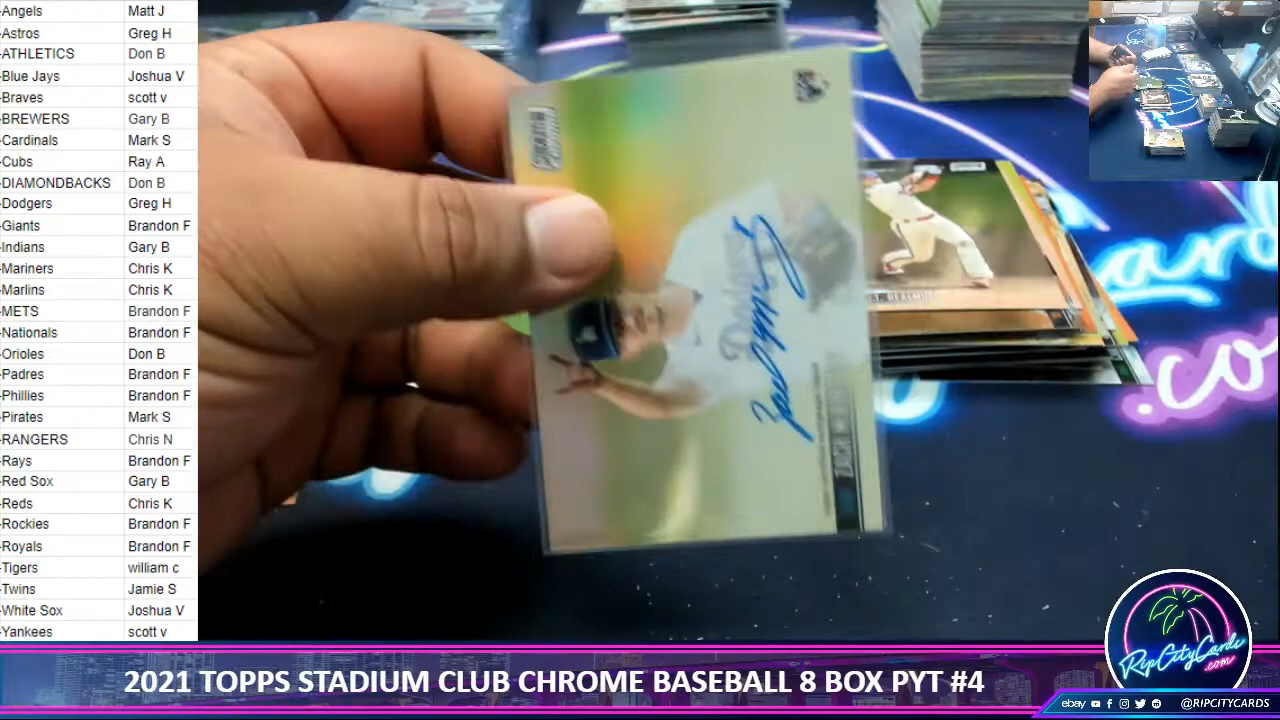 -Angels Matt J
-Astros Greg H
-ATHLETICS Don B
-Blue Jays Joshua V
-Braves scott v
-BREWERS Gary B
-Cardinals Mark S
-Cubs Ray A
-DIAMONDBACKS Don B
-Dodgers Greg H
-Giants Brandon F
-Indians Gary B
-Mariners Chris K
-Marlins Chris K
-METS Brandon F
-Nationals Brandon F
-Orioles Don B
-Padres Brandon F
-Phillies Brandon F
-Pirates Mark S
-RANGERS Chris N
-Rays Brandon F
-Red Sox Gary B
-Reds Chris K
-Rockies Brandon F
-Royals Brandon F
-Tigers william c
-Twins Jamie S
-White Sox Joshua V
-Yankees scott v
ZACH
ard
.co
RipCityCards
.com
2021 TOPPS STADIUM CLUB CHROME BASEBALL 8 BOX PYT #4
ebay @RIPCITYCARDS